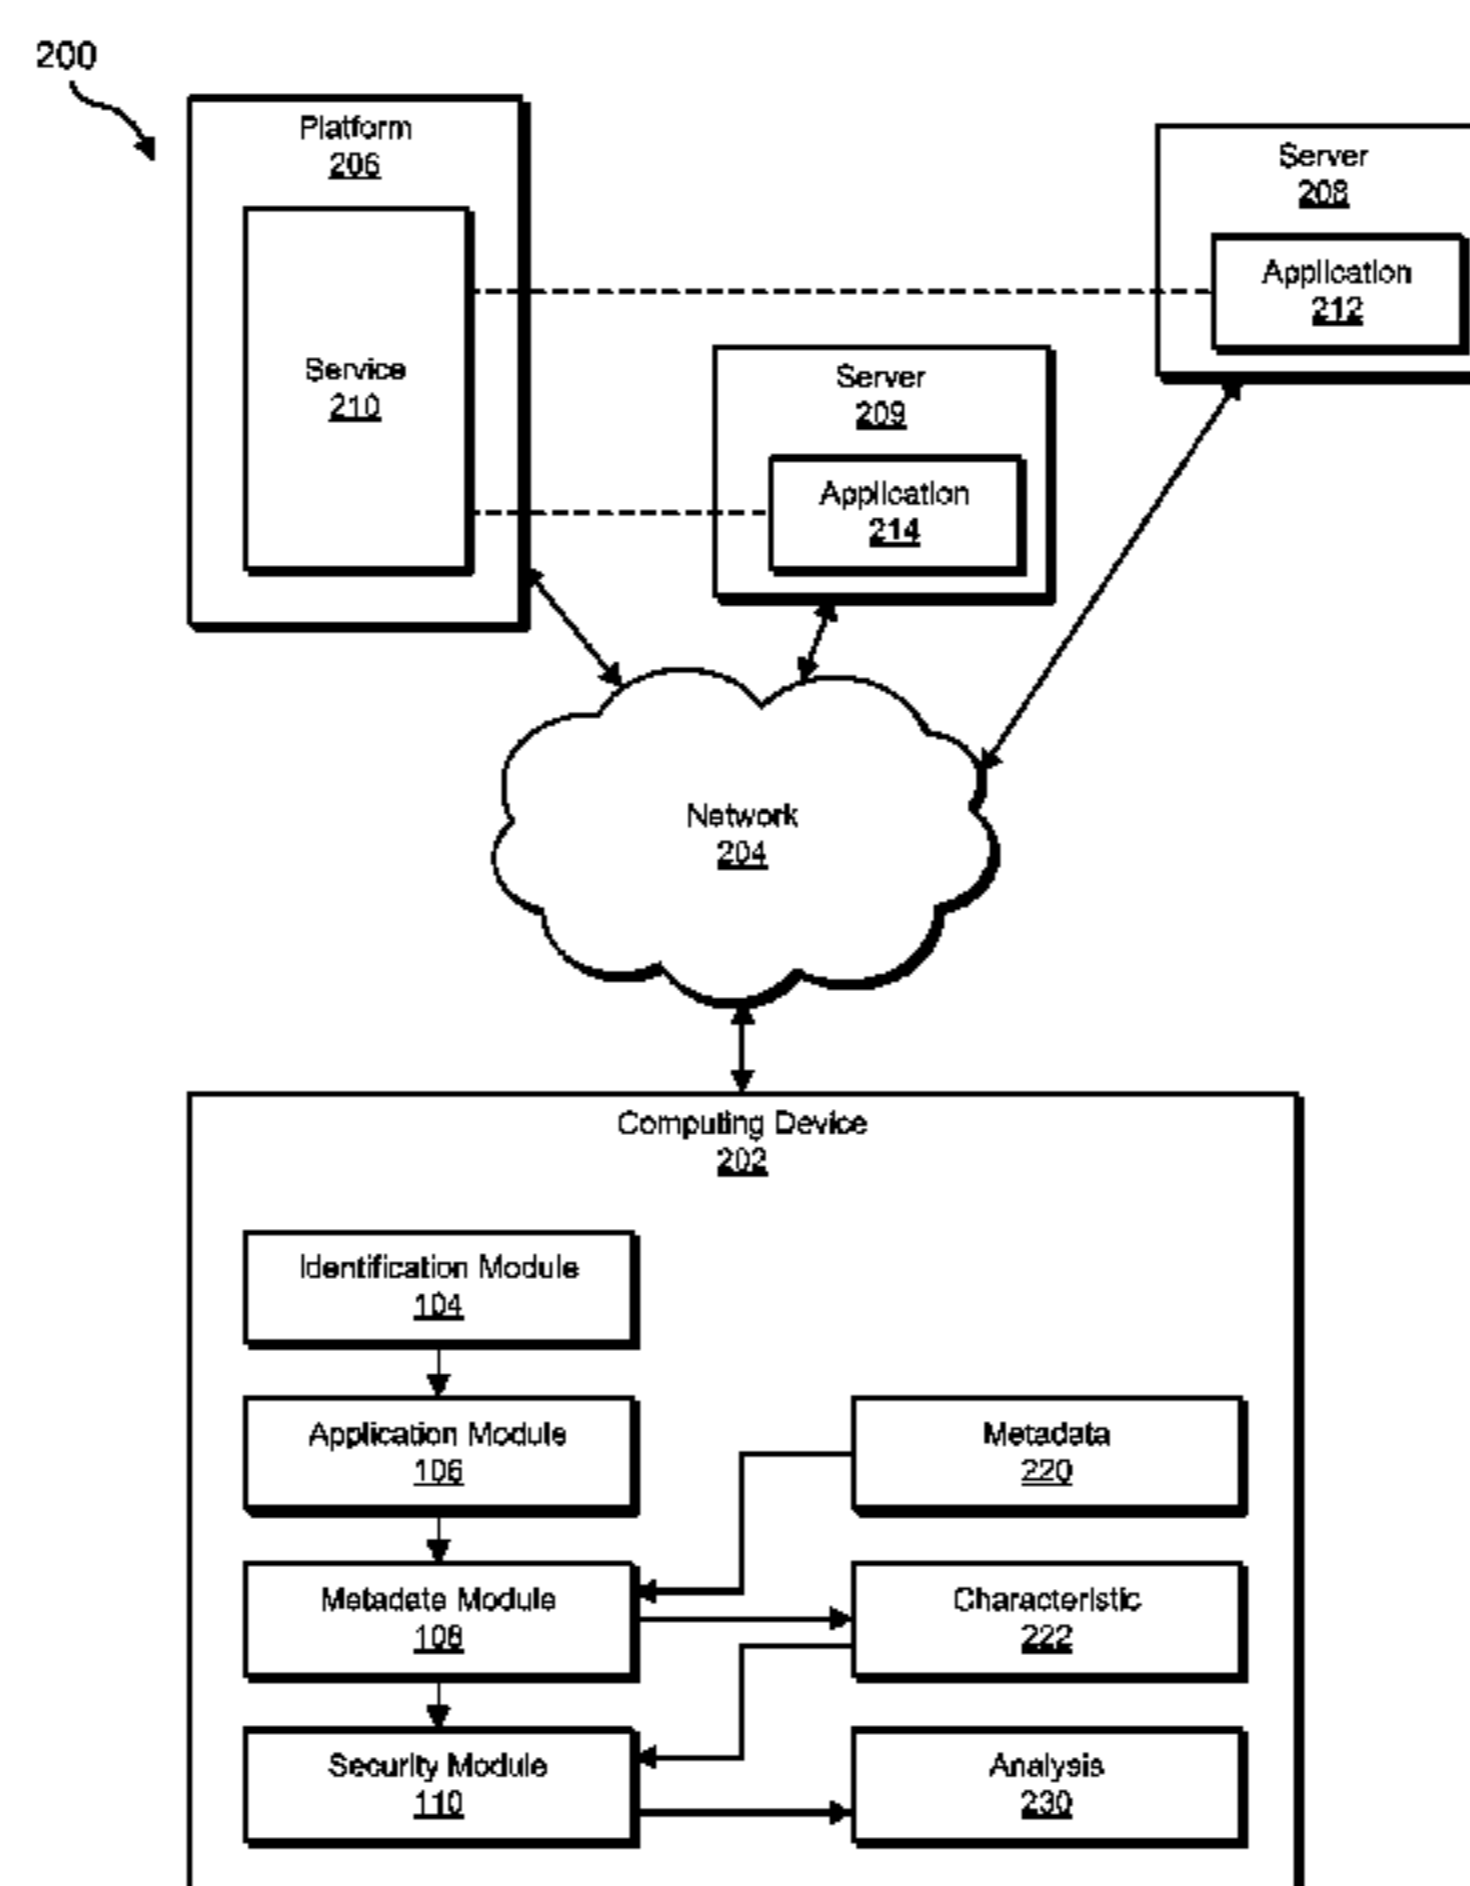 200
Platform
206
Server
208
Application
212
Service
210
Server
209
Application
214
Network
204
Computing Device
202
Identification Module
104
Application Module
106
Metadata
220
Metadate Module
108
Characteristic
222
Security Module
110
Analysis
230